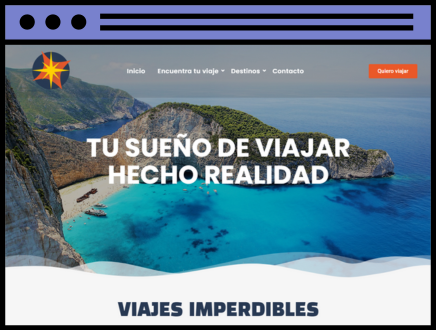 Inicio Encuentra tu viaje Destinos Contacto Quiero viajar
TU SUEÑO DE VIAJAR
HECHO REALIDAD
VIAJES IMPERDIBLES